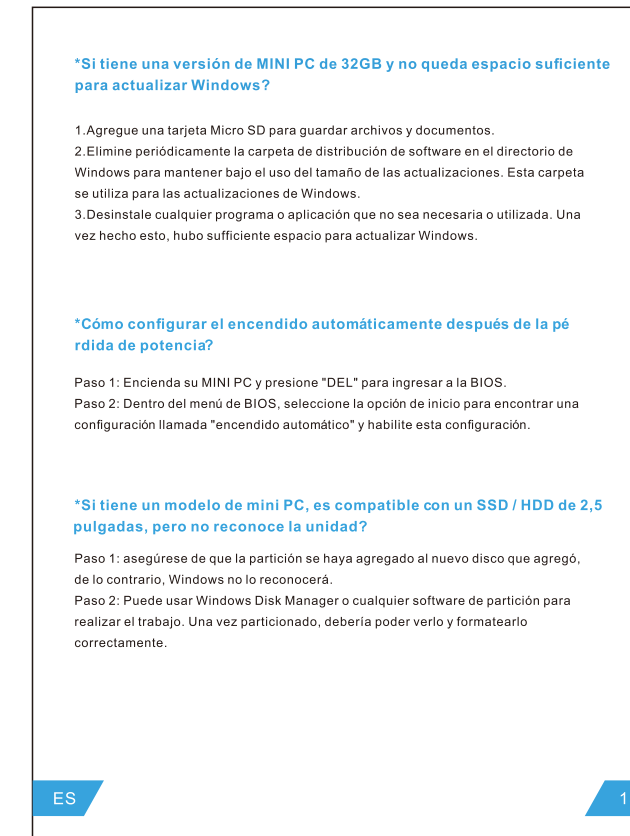 *Si tiene una versión de MINI PC de 32GB y no queda espacio suficiente
para actualizar Windows?
1.Agregue una tarjeta Micro SD para guardar archivos y documentos.
2.Elimine periódicamente la carpeta de distribución de software en el directorio de
Windows para mantener bajo el uso del tamaño de las actualizaciones. Esta carpeta
se utiliza para las actualizaciones de Windows.
3.Desinstale cualquier programa o aplicación que no sea necesaria o utilizada. Una
vez hecho esto, hubo sufficiente espacio para actualizar Windows.
*Cómo configurar el encendido automáticamente después de la pé
rdida de potencia?
Paso 1: Encienda su MINI PC y presione "DEL" para ingresar a la BIOS.
Paso 2: Dentro del menú de BIOS, seleccione la opción de inicio para encontrar una
configuración llamada "encendido automático" y habilite esta configuración.
*Si tiene un modelo de mini PC, es compatible con un SSD / HDD de 2,5
pulgadas, pero no reconoce la unidad?
Paso 1: asegúrese de que la partición se haya agregado al nuevo disco que agregó,
de lo contrario, Windows no lo reconocerá.
Paso 2: Puede usar Windows Disk Manager o cualquier software de partición para
realizar el trabajo. Una vez particionado, debería poder verlo y formatearlo
correctamente.
ES
1